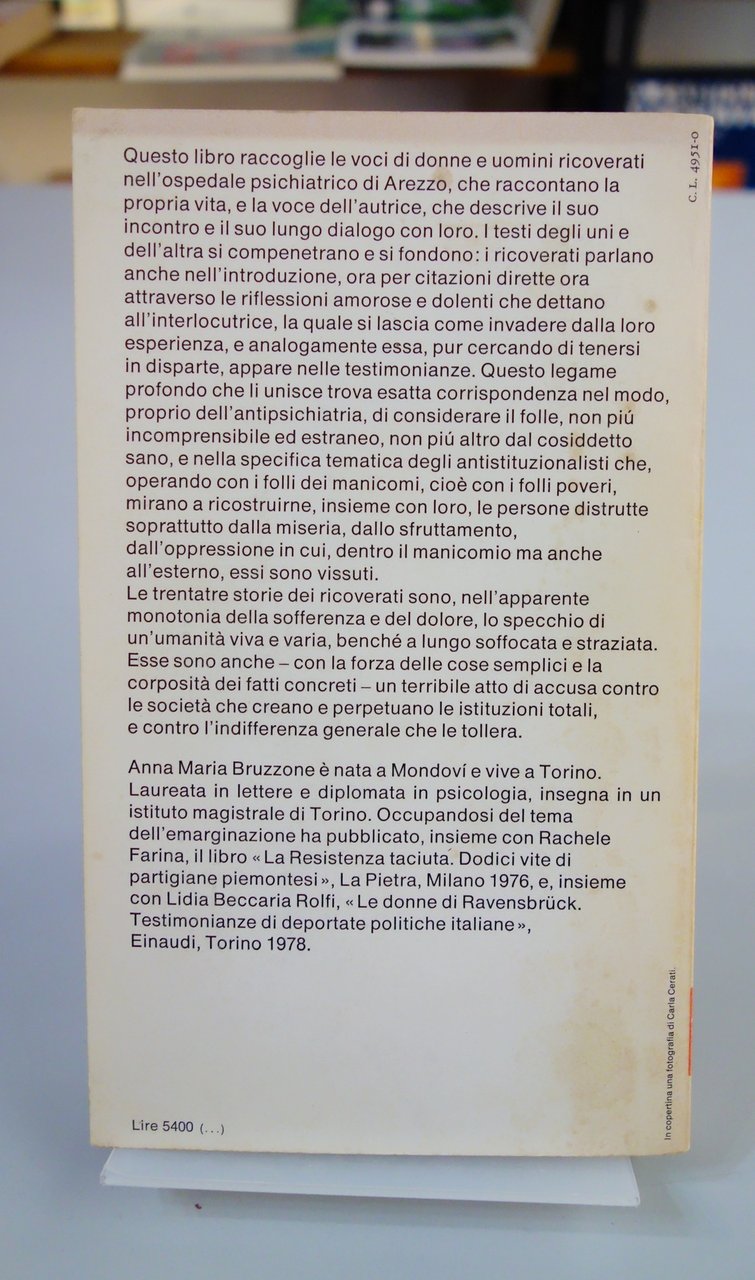 Questo libro raccoglie le voci di donne e uomini ricoverati
nell'ospedale psichiatrico di Arezzo, che raccontano la
propria vita, e la voce dell'autrice, che descrive il suo
incontro e il suo lungo dialogo con loro. I testi degli uni e
dell'altra si compenetrano e si fondono: i ricoverati parlano
anche nell'introduzione, ora per citazioni dirette ora
attraverso le riflessioni amorose e dolenti che dettano
all'interlocutrice, la quale si lascia come invadere dalla loro
esperienza, e analogamente essa, pur cercando di tenersi
in disparte, appare nelle testimonianze. Questo legame
profondo che li unisce trova esatta corrispondenza nel modo,
proprio dell'antipsichiatria, di considerare il folle, non piú
incomprensibile ed estraneo, non piú altro dal cosiddetto
sano, e nella specifica tematica degli antistituzionalisti che,
operando con i folli dei manicomi, cioè con i folli poveri,
mirano a ricostruirne, insieme con loro, le persone distrutte
soprattutto dalla miseria, dallo sfruttamento,
dall'oppressione in cui, dentro il manicomio ma anche
all'esterno, essi sono vissuti.
Le trentatre storie dei ricoverati sono, nell'apparente
monotonia della sofferenza e del dolore, lo specchio di
un'umanità viva e varia, benché a lungo soffocata e straziata.
Esse sono anche – con la forza delle cose semplici e la
corposità dei fatti concreti – un terribile atto di accusa contro
le società che creano e perpetuano le istituzioni totali,
e contro l'indifferenza generale che le tollera.
Anna Maria Bruzzone è nata a Mondoví e vive a Torino.
Laureata in lettere e diplomata in psicologia, insegna in un
istituto magistrale di Torino. Occupandosi del tema
dell'emarginazione ha pubblicato, insieme con Rachele
Farina, il libro « La Resistenza taciuta. Dodici vite di
partigiane piemontesi », La Pietra, Milano 1976, e, insieme
con Lidia Beccaria Rolfi, « Le donne di Ravensbrück.
Testimonianze di deportate politiche italiane »,
Einaudi, Torino 1978.
Lire 5400 (...)
C. L. 4951-0
In copertina una fotografia di Carla Cerati.